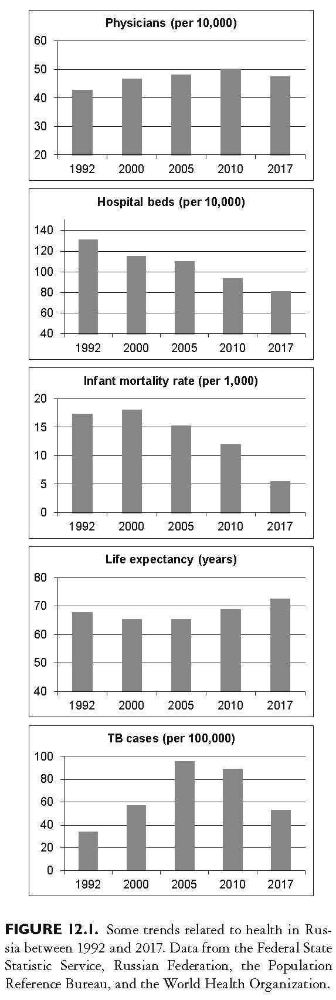 Physicians (per 10,000)
60
50
40
30
20
1992 2000 2005 2010 2017
Hospital beds (per 10,000)
140
120
100
80
60
40
1992 2000 2005 2010 2017
Infant mortality rate (per 1,000)
20
15
10
5
0
1992 2000 2005 2010 2017
Life expectancy (years)
80
70
60
50
40
1992 2000 2005 2010 2017
TB cases (per 100,000)
100
80
60
40
20
0
1992 2000 2005 2010 2017
FIGURE 12.1. Some trends related to health in Rus-
sia between 1992 and 2017. Data from the Federal State
Statistic Service, Russian Federation, the Population
Reference Bureau, and the World Health Organization.